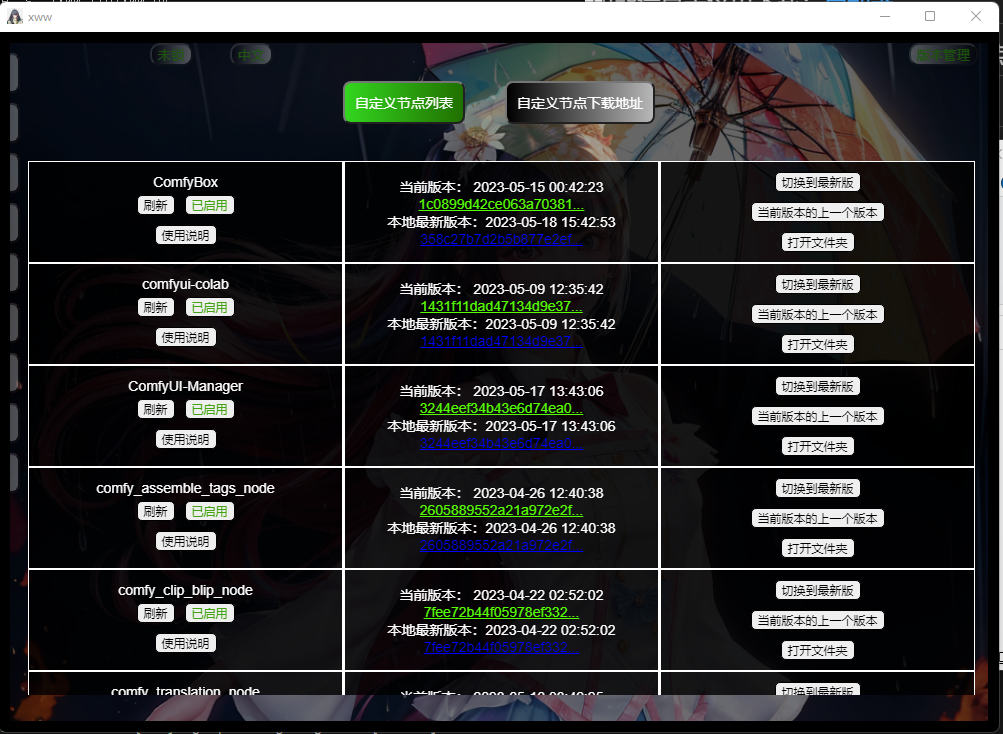 xww
自定义节点列表 自定义节点下载地址
ComfyBox
刷新 已启用
使用说明
当前版本： 2023-05-15 00:42:23
1c0899d42ce063a70381...
本地最新版本：2023-05-18 15:42:53
358c27b7d2b5b877e2ef...
切换到最新版
当前版本的上一个版本
打开文件夹
comfyui-colab
刷新 已启用
使用说明
当前版本： 2023-05-09 12:35:42
1431f11dad47134d9e37...
本地最新版本：2023-05-09 12:35:42
1431f11dad47134d9e37...
切换到最新版
当前版本的上一个版本
打开文件夹
ComfyUI-Manager
刷新 已启用
使用说明
当前版本： 2023-05-17 13:43:06
3244eef34b43e6d74ea0...
本地最新版本：2023-05-17 13:43:06
3244eef34b43e6d74ea0...
切换到最新版
当前版本的上一个版本
打开文件夹
comfy_assemble_tags_node
刷新 已启用
使用说明
当前版本： 2023-04-26 12:40:38
2605889552a21a972e2f...
本地最新版本：2023-04-26 12:40:38
2605889552a21a972e2f...
切换到最新版
当前版本的上一个版本
打开文件夹
comfy_clip_blip_node
刷新 已启用
使用说明
当前版本： 2023-04-22 02:52:02
7fee72b44f05978ef332...
本地最新版本：2023-04-22 02:52:02
7fee72b44f05978ef332...
切换到最新版
当前版本的上一个版本
打开文件夹
comfy_translation_node
切换到最新版